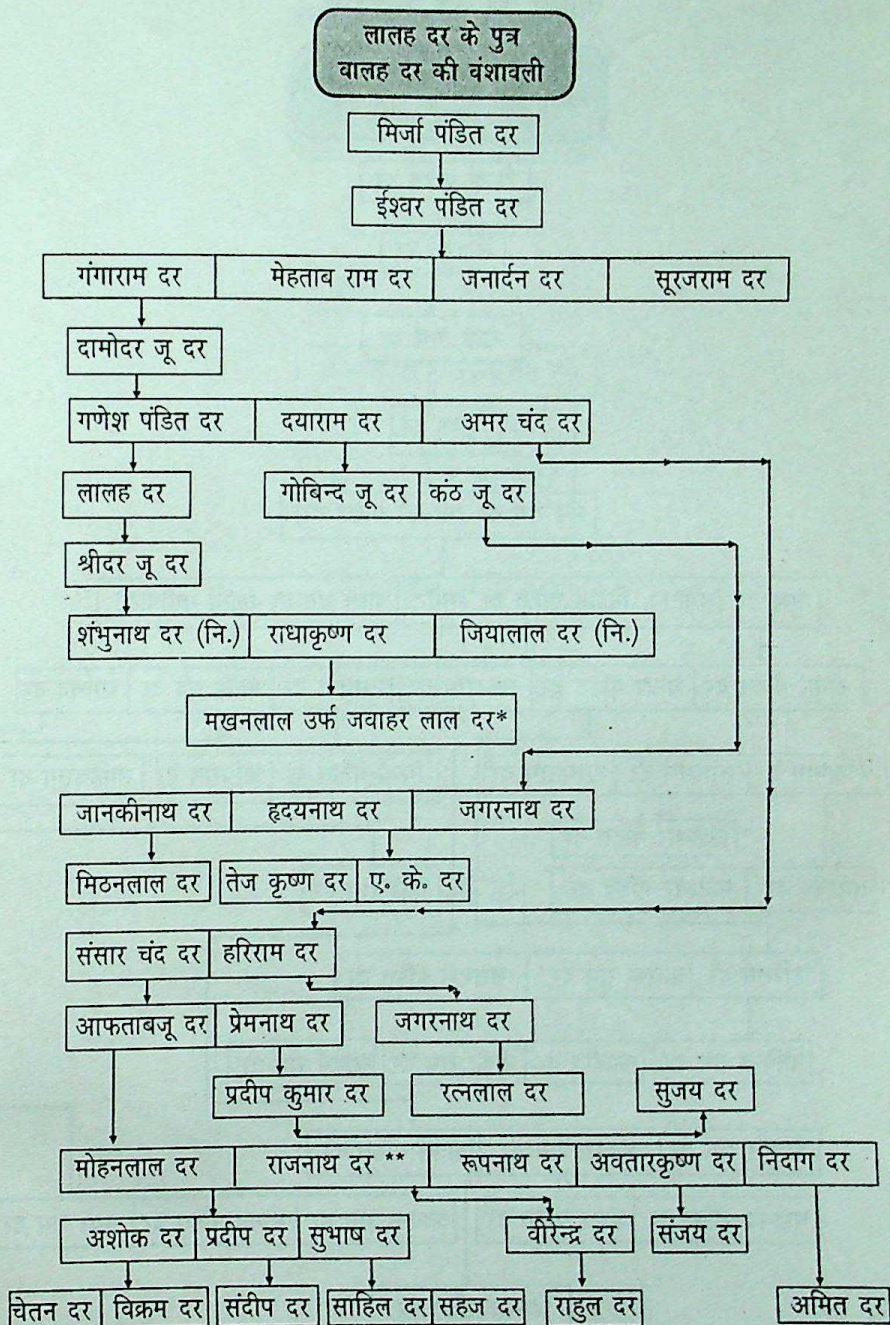 लालह दर के पुत्र
वालह दर की वंशावली
मिर्जा पंडित दर
ईश्वर पंडित दर
गंगाराम दर मेहताब राम दर जनार्दन दर सूरजराम दर
दामोदर जू दर
गणेश पंडित दर दयाराम दर अमर चंद दर
लालह दर गोबिन्द जू दर कंठ जू दर
श्रीदर जू दर
शंभुनाथ दर (नि.) राधाकृष्ण दर जियालाल दर (नि.)
मखनलाल उर्फ जवाहर लाल दर*
जानकीनाथ दर हृदयनाथ दर जगरनाथ दर
मिठनलाल दर तेज कृष्ण दर ए. के. दर
संसार चंद दर हरिराम दर
आफताबजू दर प्रेमनाथ दर जगरनाथ दर
प्रदीप कुमार दर रत्नलाल दर सुजय दर
मोहनलाल दर राजनाथ दर ** रूपनाथ दर अवतारकृष्ण दर निदाग दर
अशोक दर प्रदीप दर सुभाष दर वीरेन्द्र दर संजय दर
चेतन दर विक्रम दर संदीप दर साहिल दर सहज दर राहुल दर अमित दर